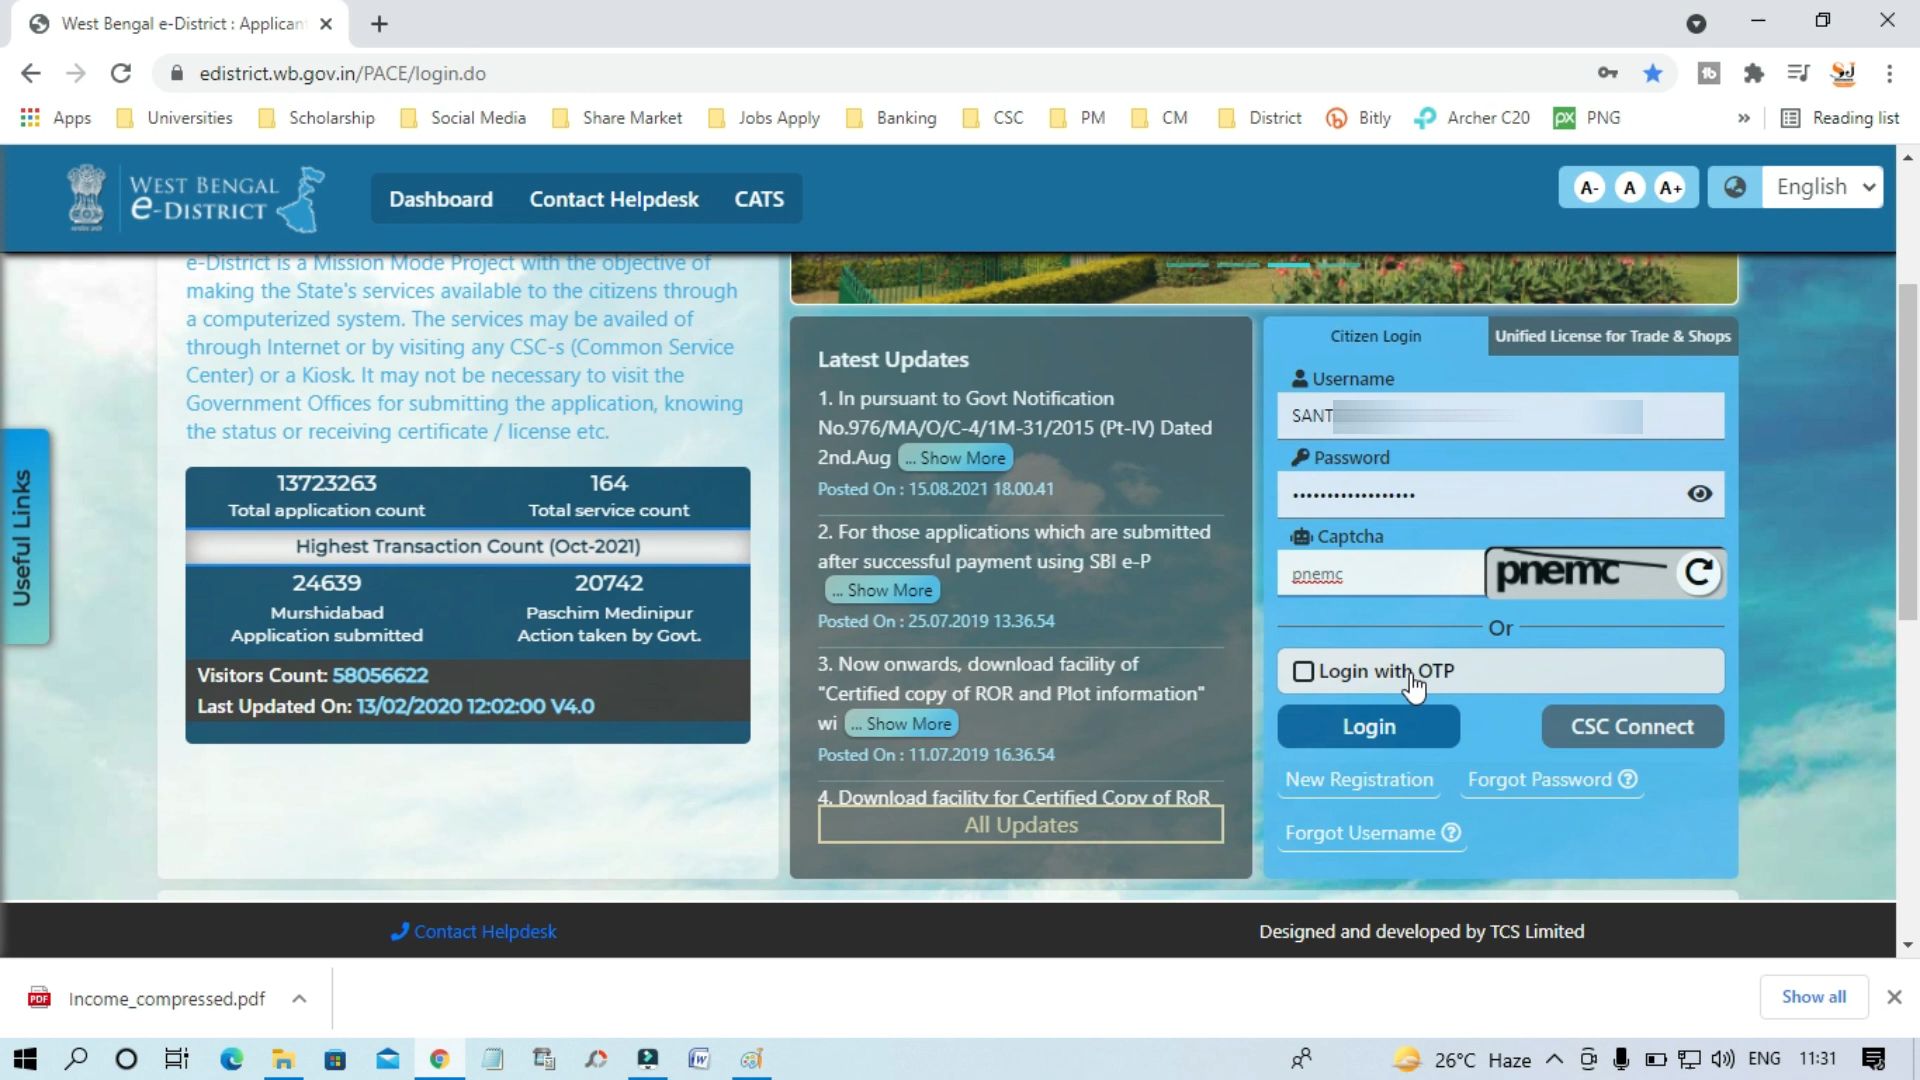 West Bengal e-District : Applican
edistrict.wb.gov.in/PACE/login.do
Apps
Universities
Scholarship
Social Media
Share Market
Jobs Apply
Banking
CSC
PM
CM
District
Bitly
Archer C20
PNG
Reading list
WEST BENGAL
e-DISTRICT
Dashboard
Contact Helpdesk
CATS
A- A A+
English
e-District is a Mission Mode Project with the objective of
making the State's services available to the citizens through
a computerized system. The services may be availed of
through Internet or by visiting any CSC-s (Common Service
Center) or a Kiosk. It may not be necessary to visit the
Government Offices for submitting the application, knowing
the status or receiving certificate / license etc.
Useful Links
13723263
Total application count
164
Total service count
Highest Transaction Count (Oct-2021)
24639
Murshidabad
Application submitted
20742
Paschim Medinipur
Action taken by Govt.
Visitors Count: 58056622
Last Updated On: 13/02/2020 12:02:00 V4.0
Latest Updates
1. In pursuant to Govt Notification
No.976/MA/O/C-4/1M-31/2015 (Pt-IV) Dated
2nd.Aug ... Show More
Posted On : 15.08.2021 18.00.41
2. For those applications which are submitted
after successful payment using SBI e-P
... Show More
Posted On : 25.07.2019 13.36.54
3. Now onwards, download facility of
"Certified copy of ROR and Plot information"
wi ... Show More
Posted On : 11.07.2019 16.36.54
4. Download facility for Certified Copy of RoR
All Updates
Citizen Login
Unified License for Trade & Shops
Username
SANT
Password
••••••••••••••••••
Captcha
pnemc
pnemc
Or
Login with OTP
Login
CSC Connect
New Registration
Forgot Password
Forgot Username
Contact Helpdesk
Designed and developed by TCS Limited
PDF
Income_compressed.pdf
Show all
26°C Haze
ENG
11:31